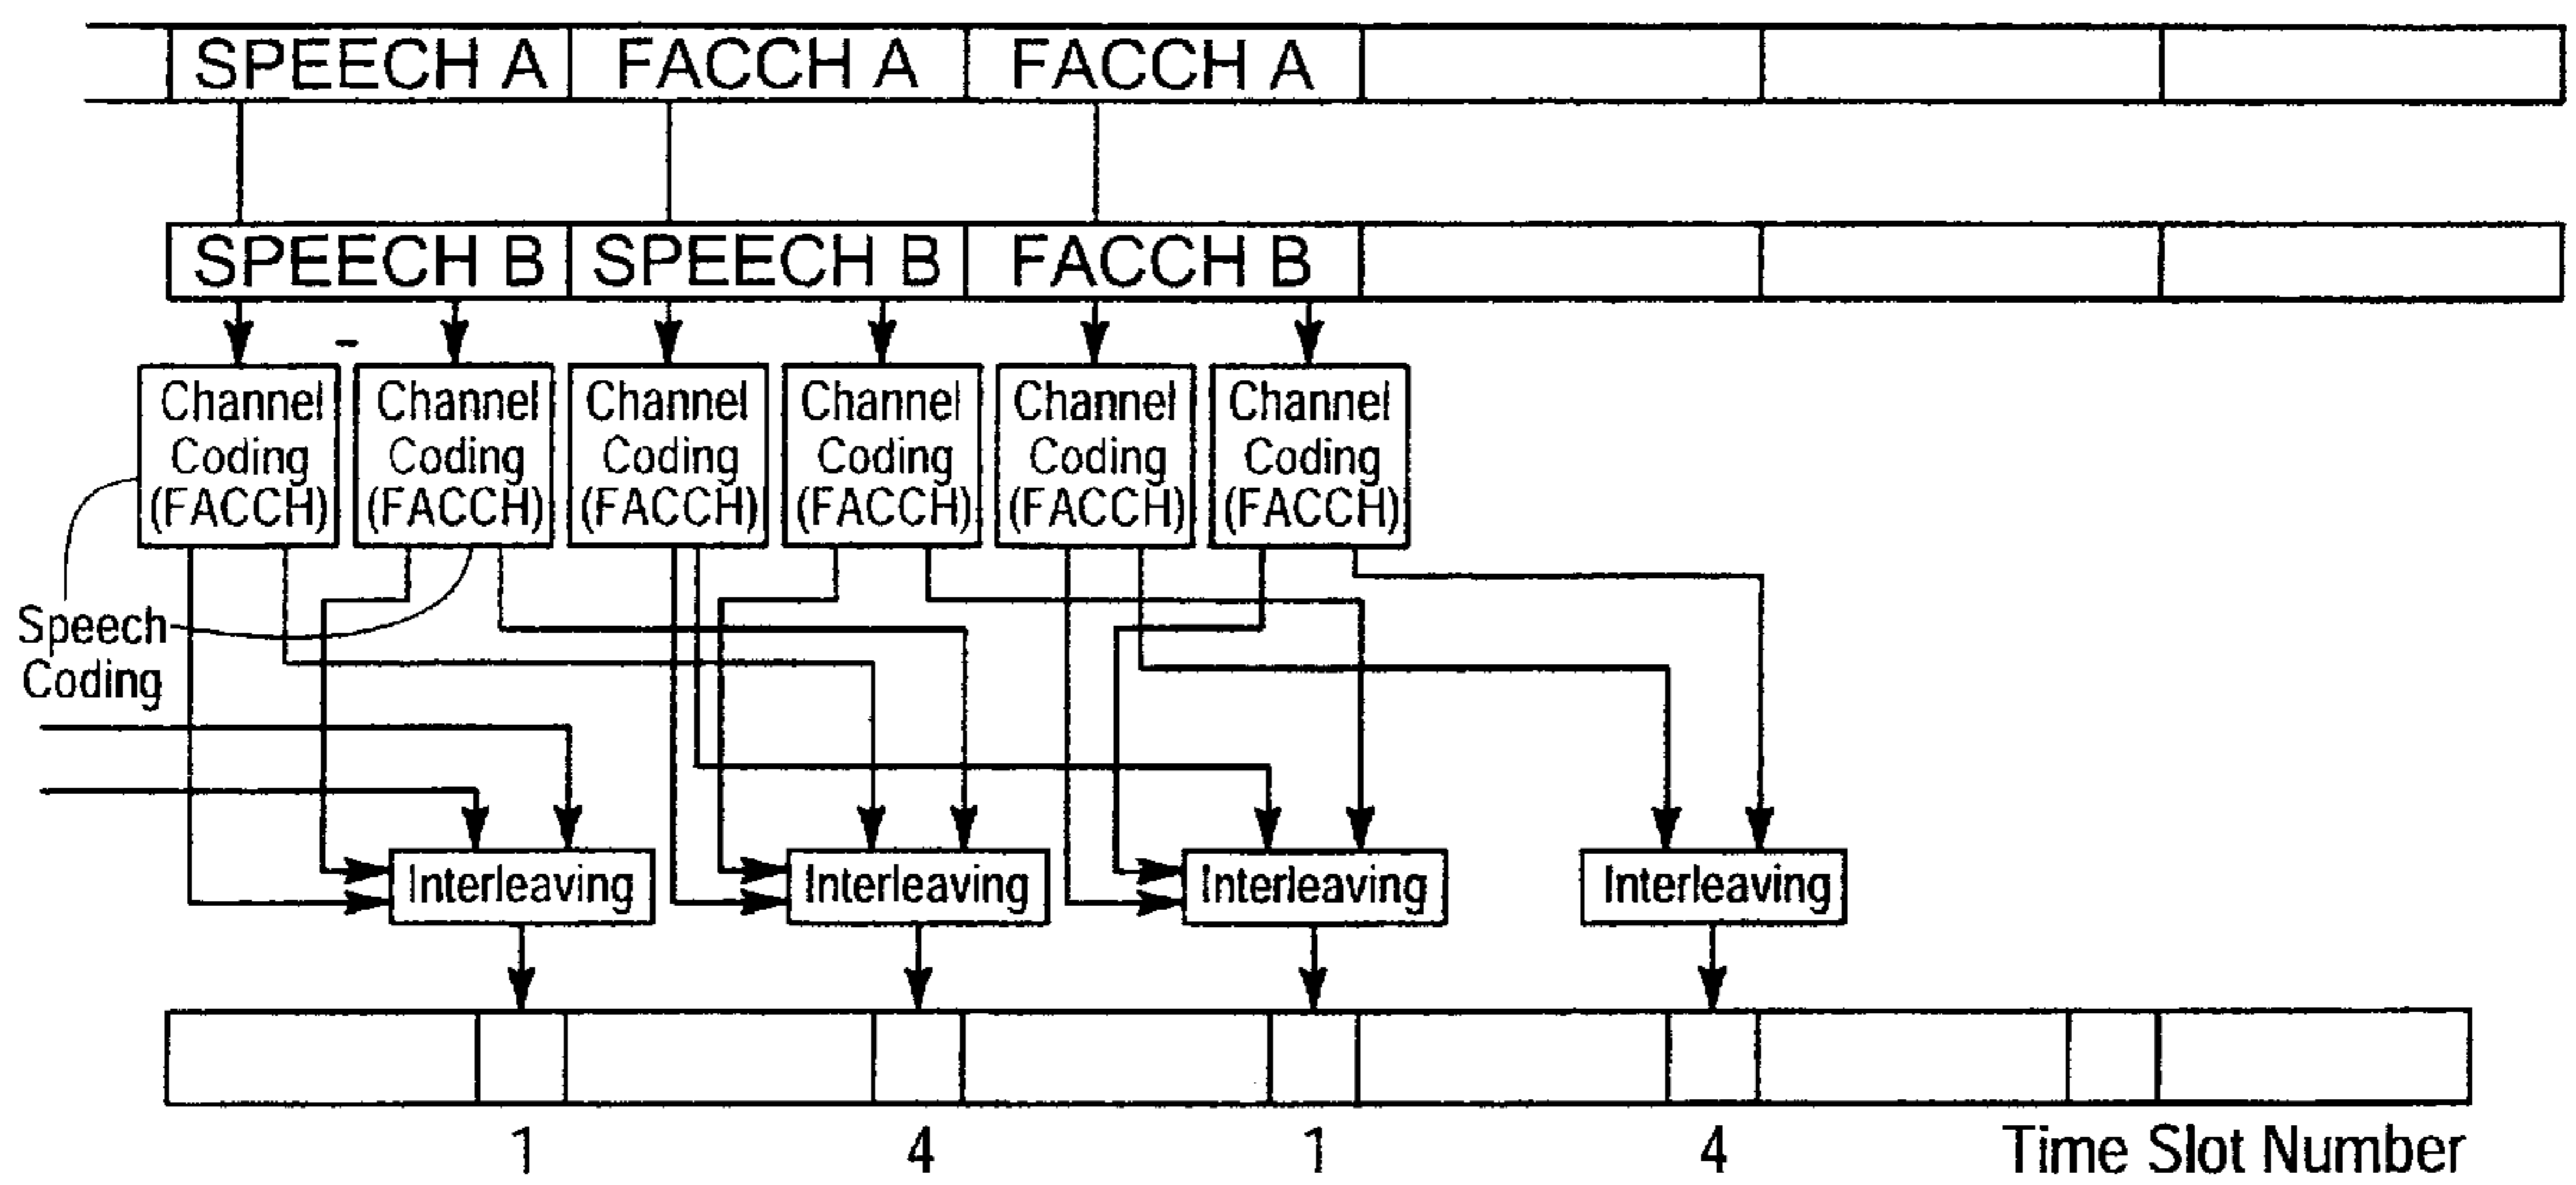 SPEECH A FACCH A FACCH A
SPEECH B SPEECH B FACCH B
Channel Coding (FACCH)
Channel Coding (FACCH)
Channel Coding (FACCH)
Channel Coding (FACCH)
Channel Coding (FACCH)
Channel Coding (FACCH)
Speech
Coding
Interleaving Interleaving Interleaving Interleaving
1 4 1 4 Time Slot Number